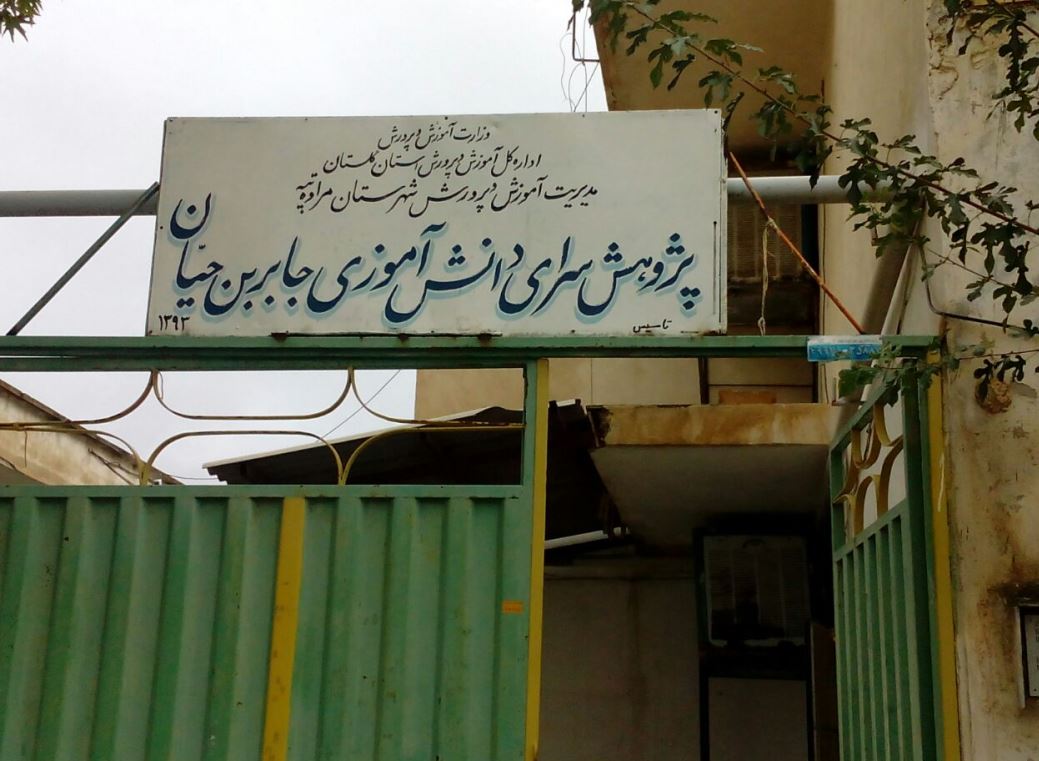 وزارت آموزش و پرورش
اداره کل آموزش و پرورش استان گلستان
مدیریت آموزش و پرورش شهرستان مراوه تپه
پژوهش سرای دانش آموزی جابربن حیّان
تاسیس ۱۳۹۳